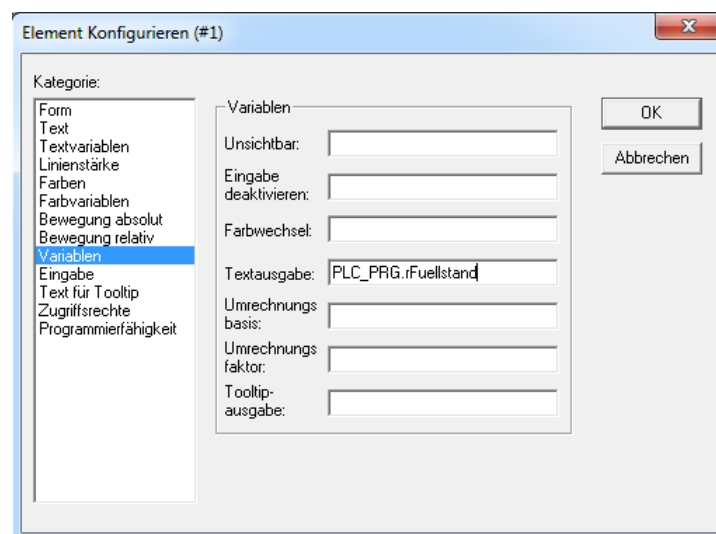 Element Konfigurieren (#1)
Kategorie:
Form
Text
Textvariablen
Linienstärke
Farben
Farbvariablen
Bewegung absolut
Bewegung relativ
Variablen
Eingabe
Text für Tooltip
Zugriffsrechte
Programmierfähigkeit
Variablen
Unsichtbar:
Eingabe
deaktivieren:
Farbwechsel:
Textausgabe: PLC_PRG.rFuellstand
Umrechnungs
basis:
Umrechnungs
faktor:
Tooltip-
ausgabe:
OK
Abbrechen